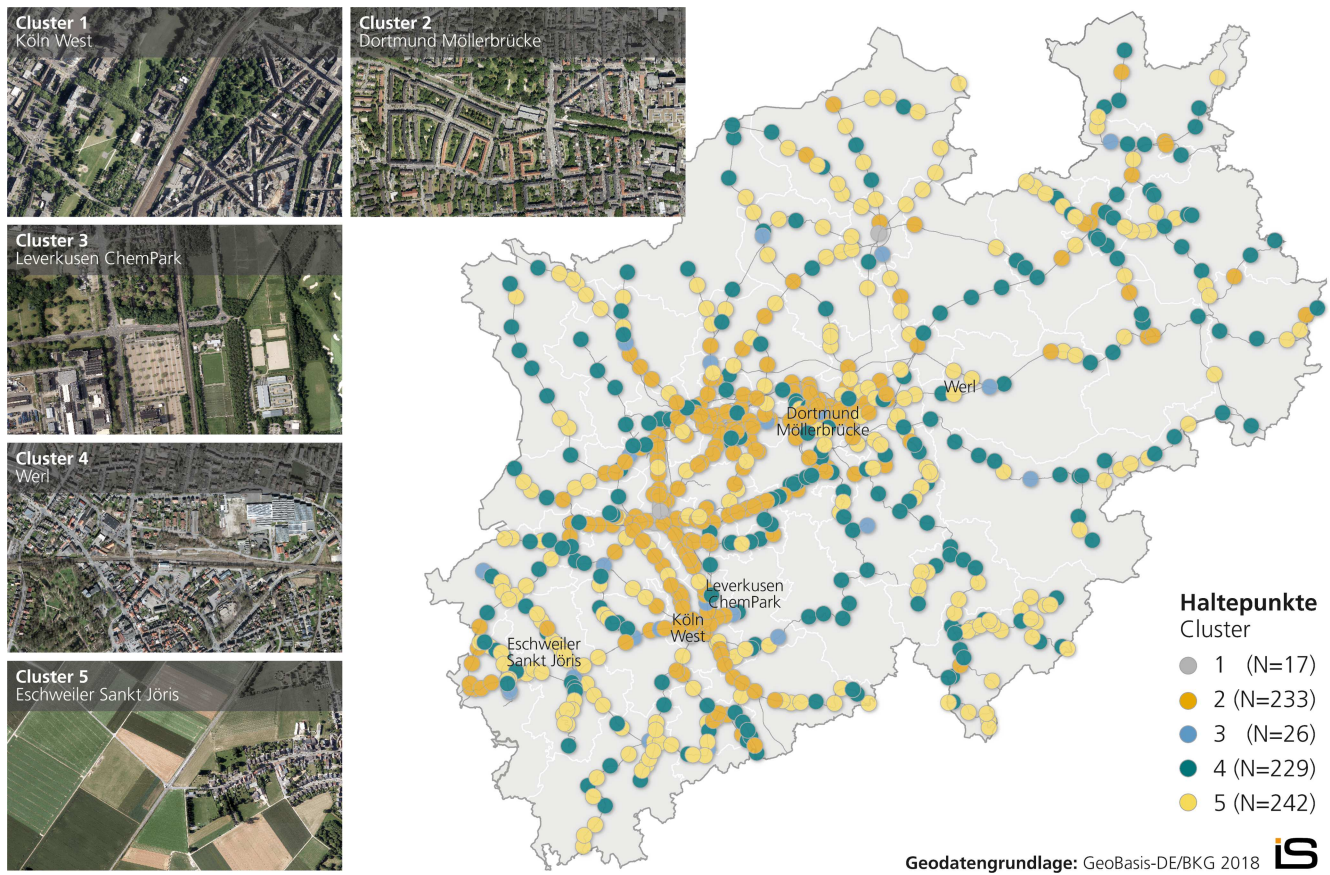 Cluster 1
Köln West
Cluster 2
Dortmund Möllerbrücke
Cluster 3
Leverkusen ChemPark
Cluster 4
Werl
Cluster 5
Eschweiler Sankt Jöris
Werl
Dortmund
Möllerbrücke
Leverkusen
ChemPark
Köln
West
Eschweiler
Sankt Jöris
Haltepunkte
Cluster
1 (N=17)
2 (N=233)
3 (N=26)
4 (N=229)
5 (N=242)
Geodatengrundlage: GeoBasis-DE/BKG 2018
iS